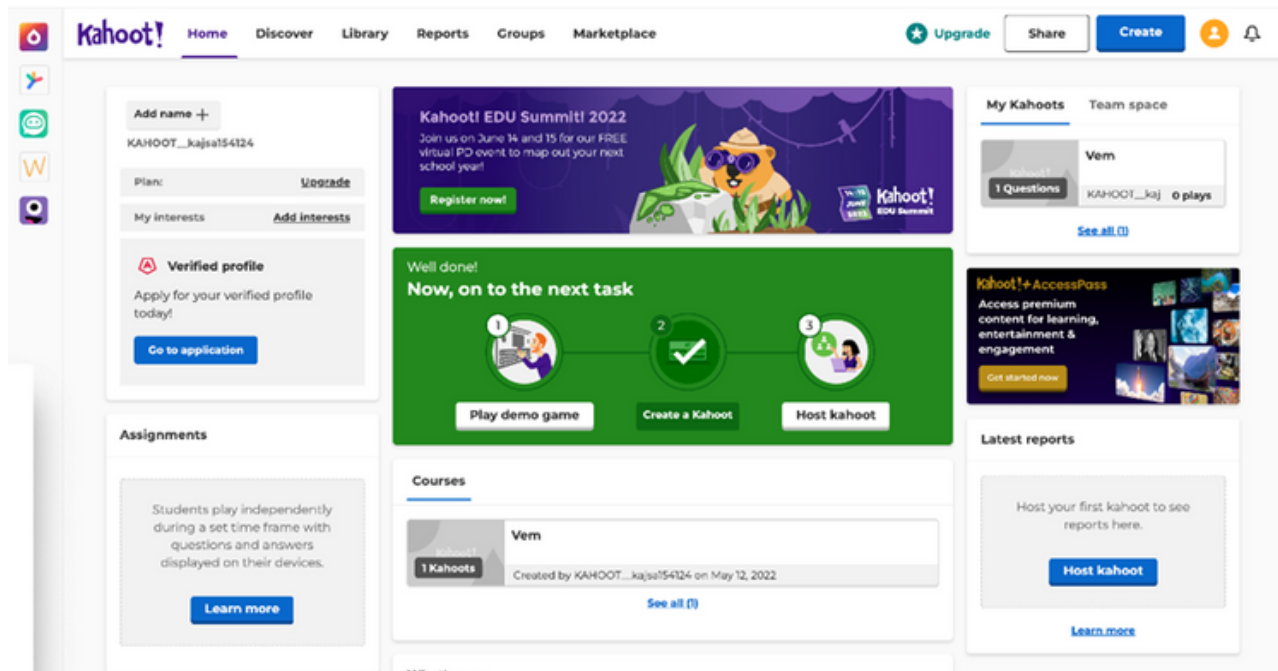 Kahoot!
Home
Discover
Library
Reports
Groups
Marketplace
Upgrade
Share
Create
Add name +
KAHOOT__kajsa154124
Plan:
Upgrade
My interests
Add interests
Verified profile
Apply for your verified profile
today!
Go to application
Assignments
Students play independently
during a set time frame with
questions and answers
displayed on their devices.
Learn more
Kahoot! EDU Summit! 2022
Join us on June 14 and 15 for our FREE
virtual PD event to map out your next
school year!
Register now!
14-15
JUNE
2022
Kahoot!
EDU Summit
Well done!
Now, on to the next task
1
2
3
Play demo game
Create a Kahoot
Host kahoot
Courses
Kahoot!
1 Kahoots
Vem
Created by KAHOOT__kajsa154124 on May 12, 2022
See all (1)
My Kahoots
Team space
Kahoot!
1 Questions
Vem
KAHOOT__kaj
0 plays
See all (1)
Kahoot!+ AccessPass
Access premium
content for learning,
entertainment &
engagement
Get started now
Latest reports
Host your first kahoot to see
reports here.
Host kahoot
Learn more